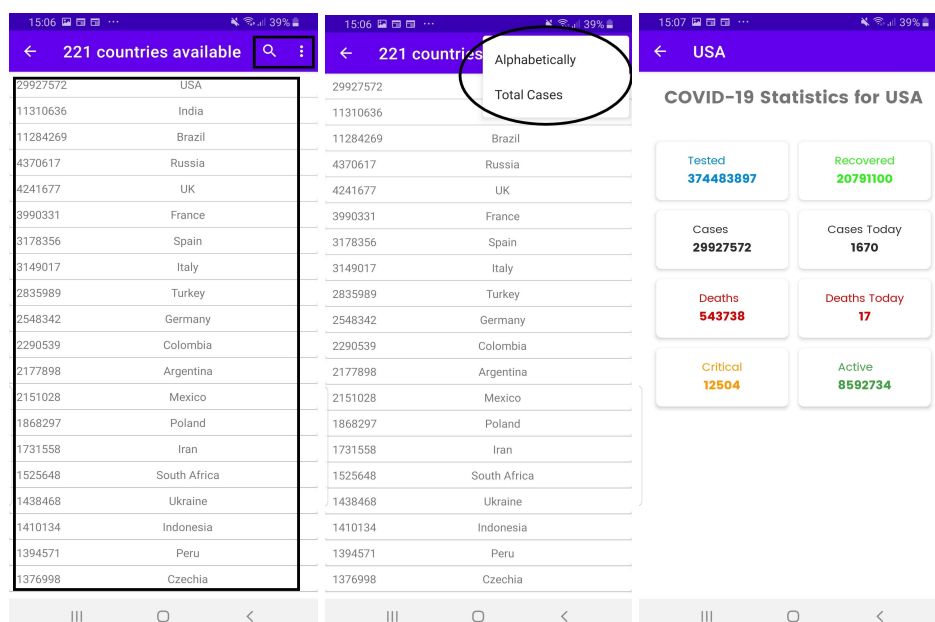 15:06 ... 39%
221 countries available
29927572 USA
11310636 India
11284269 Brazil
4370617 Russia
4241677 UK
3990331 France
3178356 Spain
3149017 Italy
2835989 Turkey
2548342 Germany
2290539 Colombia
2177898 Argentina
2151028 Mexico
1868297 Poland
1731558 Iran
1525648 South Africa
1438468 Ukraine
1410134 Indonesia
1394571 Peru
1376998 Czechia
15:06 ... 39%
221 countries
Alphabetically
Total Cases
29927572
11310636
11284269 Brazil
4370617 Russia
4241677 UK
3990331 France
3178356 Spain
3149017 Italy
2835989 Turkey
2548342 Germany
2290539 Colombia
2177898 Argentina
2151028 Mexico
1868297 Poland
1731558 Iran
1525648 South Africa
1438468 Ukraine
1410134 Indonesia
1394571 Peru
1376998 Czechia
15:07 ... 39%
USA
COVID-19 Statistics for USA
Tested Recovered
374483897 20791100
Cases Cases Today
29927572 1670
Deaths Deaths Today
543738 17
Critical Active
12504 8592734